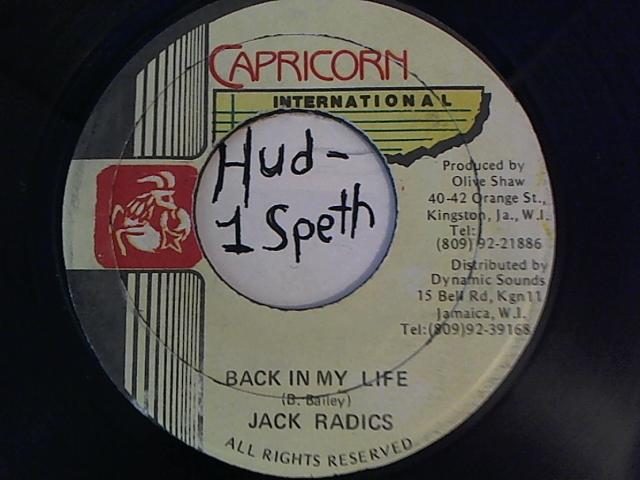 CAPRICORN
INTERNATIONAL
Hud-
1 Speth
Produced by
Olive Shaw
40-42 Orange St.,
Kingston, Ja., W.I.
Tel:
(809) 92-21886
Distributed by
Dynamic Sounds
15 Bell Rd, Kgn11
Jamaica, W.I.
Tel:(809)92-39168
BACK IN MY LIFE
(B. Bailey)
JACK RADICS
ALL RIGHTS RESERVED